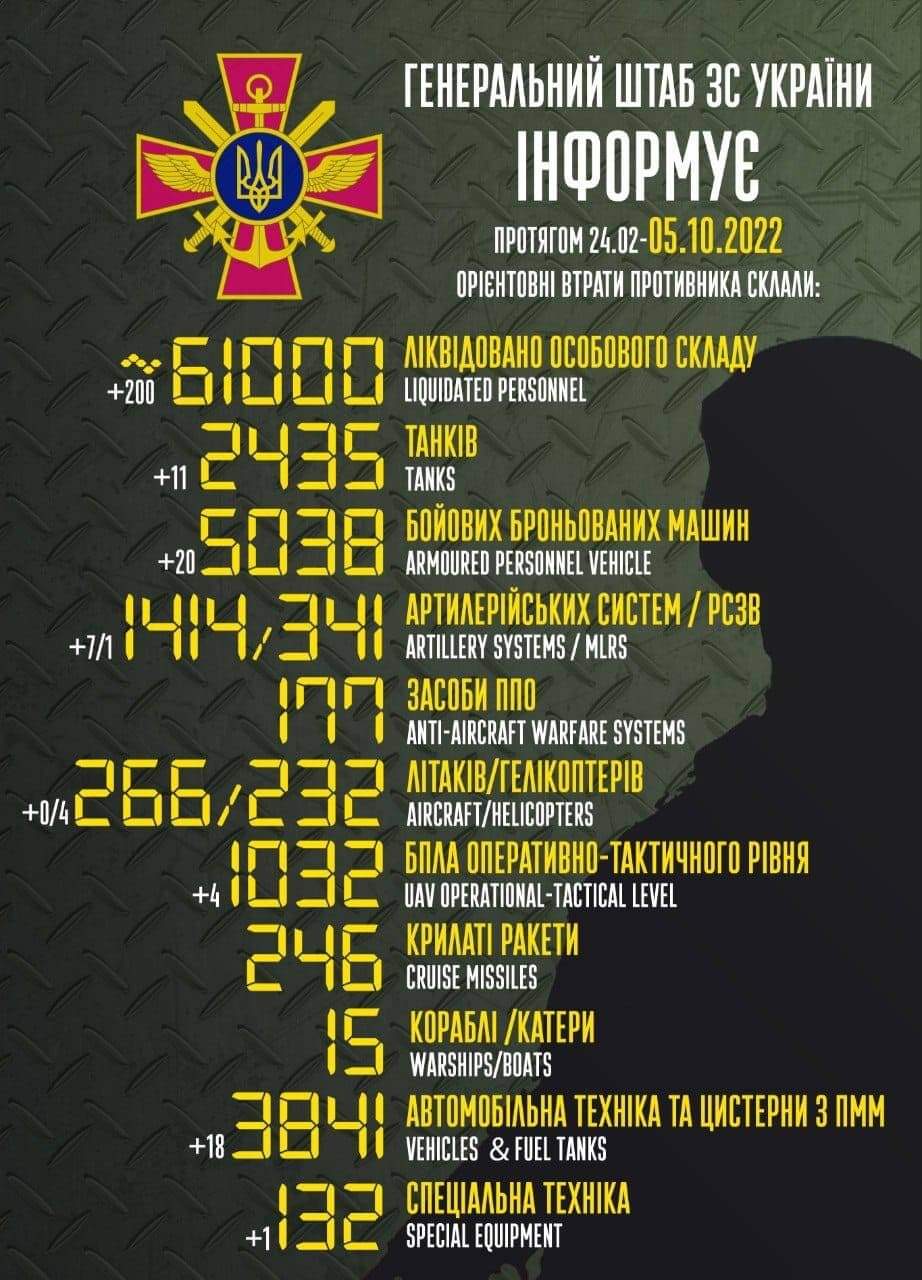 ГЕНЕРАЛЬНИЙ ШТАБ ЗС УКРАЇНИ
ІНФОРМУЄ
ПРОТЯГОМ 24.02-05.10.2022
ОРІЄНТОВНІ ВТРАТИ ПРОТИВНИКА СКЛАЛИ:
+200 ~61000 ЛІКВІДОВАНО ОСОБОВОГО СКЛАДУ
LIQUIDATED PERSONNEL
+11 2435 ТАНКІВ
TANKS
+20 5038 БОЙОВИХ БРОНЬОВАНИХ МАШИН
ARMOURED PERSONNEL VEHICLE
+7/1 1414/341 АРТИЛЕРІЙСЬКИХ СИСТЕМ / РСЗВ
ARTILLERY SYSTEMS / MLRS
177 ЗАСОБИ ППО
ANTI-AIRCRAFT WARFARE SYSTEMS
+0/4 266/232 ЛІТАКІВ/ГЕЛІКОПТЕРІВ
AIRCRAFT/HELICOPTERS
+4 1032 БПЛА ОПЕРАТИВНО-ТАКТИЧНОГО РІВНЯ
UAV OPERATIONAL-TACTICAL LEVEL
246 КРИЛАТІ РАКЕТИ
CRUISE MISSILES
15 КОРАБЛІ /КАТЕРИ
WARSHIPS/BOATS
+18 3841 АВТОМОБІЛЬНА ТЕХНІКА ТА ЦИСТЕРНИ З ПММ
VEHICLES & FUEL TANKS
+1 132 СПЕЦІАЛЬНА ТЕХНІКА
SPECIAL EQUIPMENT